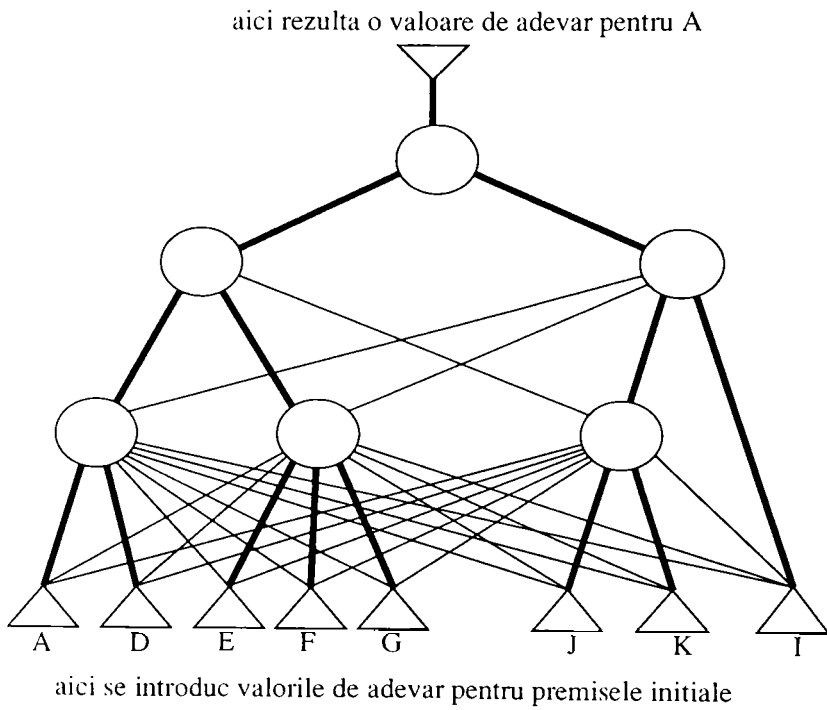 aici rezulta o valoare de adevar pentru A
A D E F G J K I
aici se introduc valorile de adevar pentru premisele initiale